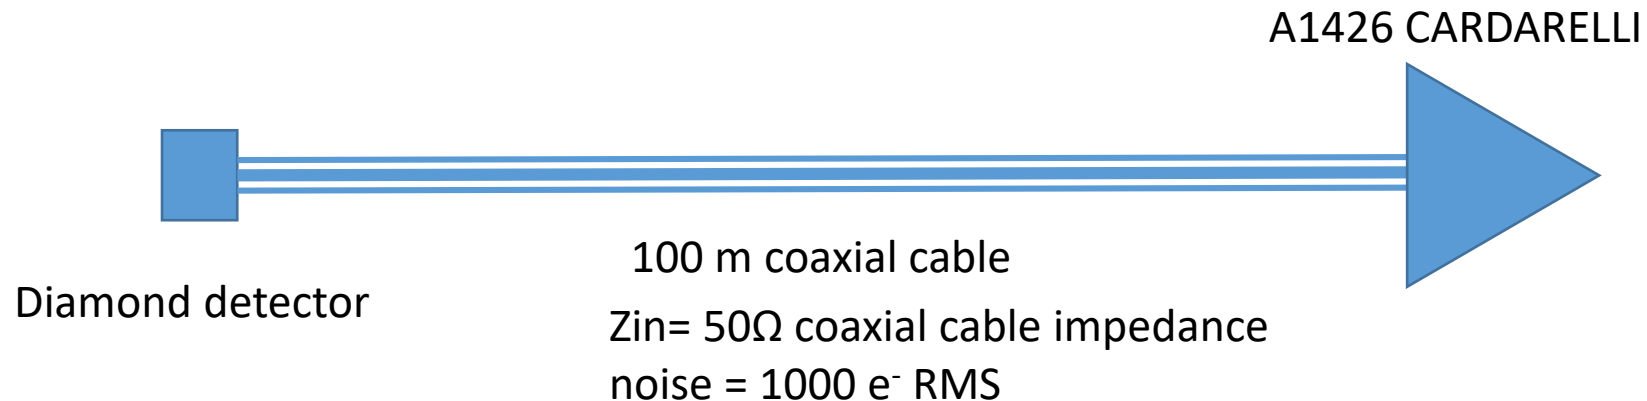 A1426 CARDARELLI
Diamond detector
100 m coaxial cable
Zin= 50Ω coaxial cable impedance
noise = 1000 e⁻ RMS